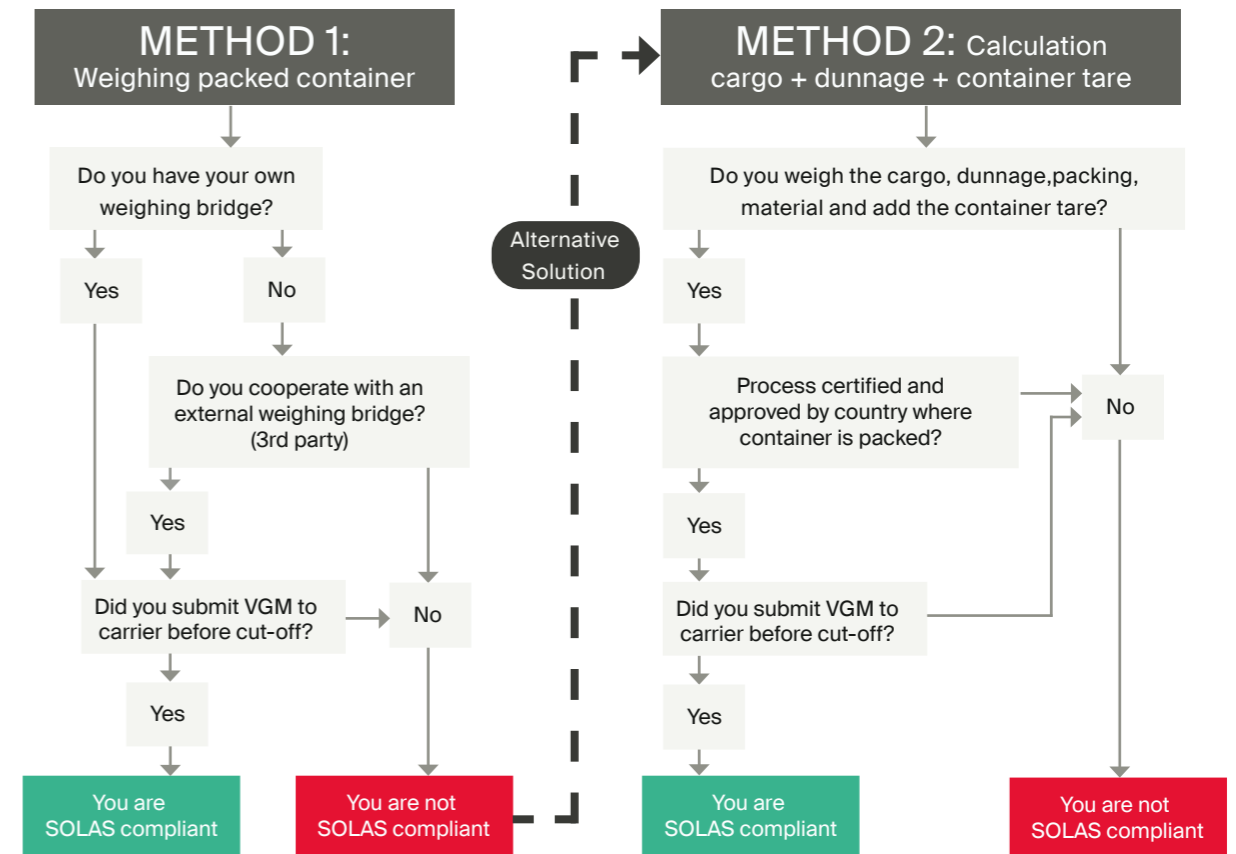 METHOD 1:
Weighing packed container
Do you have your own
weighing bridge?
Yes
No
Do you cooperate with an
external weighing bridge?
(3rd party)
Yes
Did you submit VGM to
carrier before cut-off?
No
Yes
You are
SOLAS compliant
You are not
SOLAS compliant
Alternative
Solution
METHOD 2: Calculation
cargo + dunnage + container tare
Do you weigh the cargo, dunnage,packing,
material and add the container tare?
Yes
Process certified and
approved by country where
container is packed?
No
Yes
Did you submit VGM to
carrier before cut-off?
Yes
You are
SOLAS compliant
You are not
SOLAS compliant